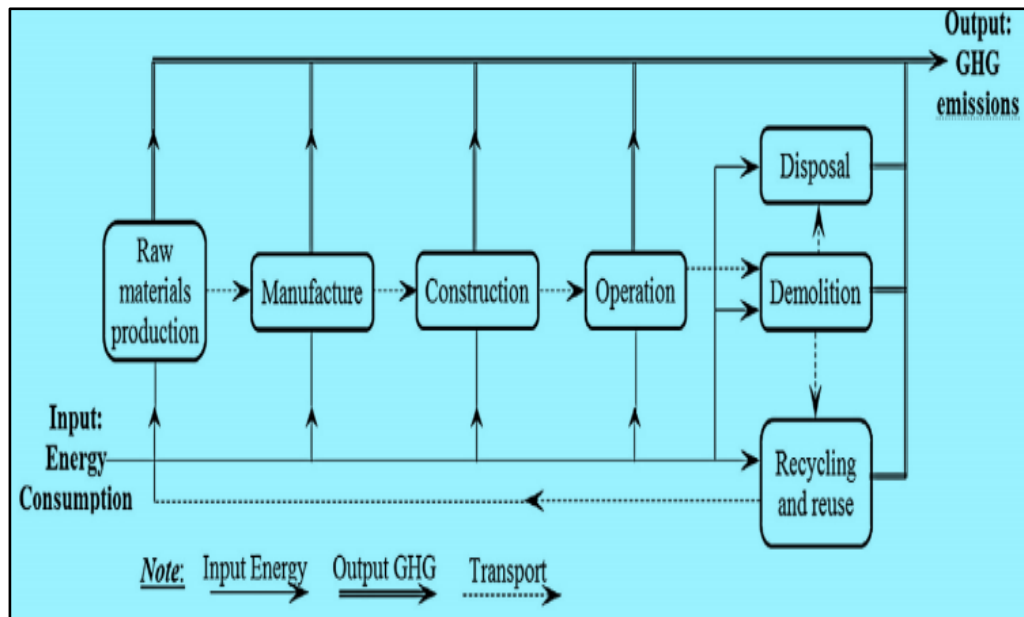 Output:
GHG
emissions
Disposal
Raw
materials
production
Manufacture
Construction
Operation
Demolition
Input:
Energy
Consumption
Recycling
and reuse
Note: Input Energy Output GHG Transport